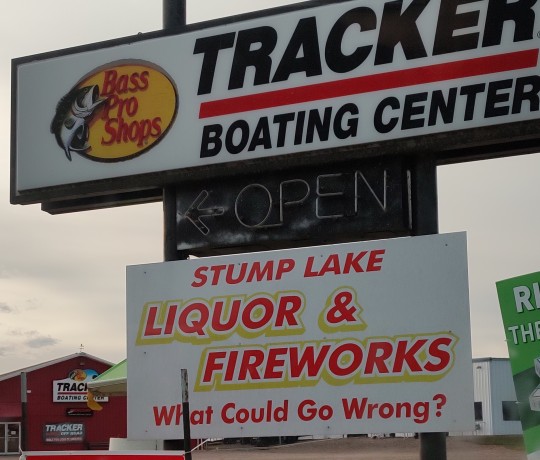 Bass
Pro
Shops
TRACKER
BOATING CENTER
OPEN
STUMP LAKE
LIQUOR &
FIREWORKS
What Could Go Wrong?
TRACKER
BOATING CENTER
TRACKER